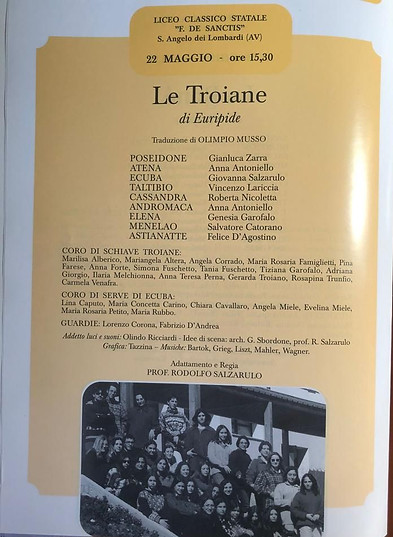 LICEO CLASSICO STATALE
"F. DE SANCTIS"
S. Angelo dei Lombardi (AV)
22 MAGGIO - ore 15,30
Le Troiane
di Euripide
Traduzione di OLIMPIO MUSSO
POSEIDONE Gianluca Zarra
ATENA Anna Antoniello
ECUBA Giovanna Salzarulo
TALTIBIO Vincenzo Lariccia
CASSANDRA Roberta Nicoletta
ANDROMACA Anna Antoniello
ELENA Genesia Garofalo
MENELAO Salvatore Catorano
ASTIANATTE Felice D'Agostino
CORO DI SCHIAVE TROIANE:
Marilisa Alberico, Mariangela Altera, Angela Corrado, Maria Rosaria Famiglietti, Pina
Farese, Anna Forte, Simona Fuschetto, Tania Fuschetto, Tiziana Garofalo, Adriana
Giorgio, Ilaria Melchionna, Anna Teresa Perna, Gerarda Troiano, Rosapina Trunfio,
Carmela Venafra.
CORO DI SERVE DI ECUBA:
Lina Caputo, Maria Concetta Carino, Chiara Cavallaro, Angela Miele, Evelina Miele,
Maria Rosaria Petito, Maria Rubbo.
GUARDIE: Lorenzo Corona, Fabrizio D'Andrea
Addetto luci e suoni: Olindo Ricciardi - Idee di scena: arch. G. Sbordone, prof. R. Salzarulo
Grafica: Tazzina – Musiche: Bartok, Grieg, Liszt, Mahler, Wagner.
Adattamento e Regia
PROF. RODOLFO SALZARULO